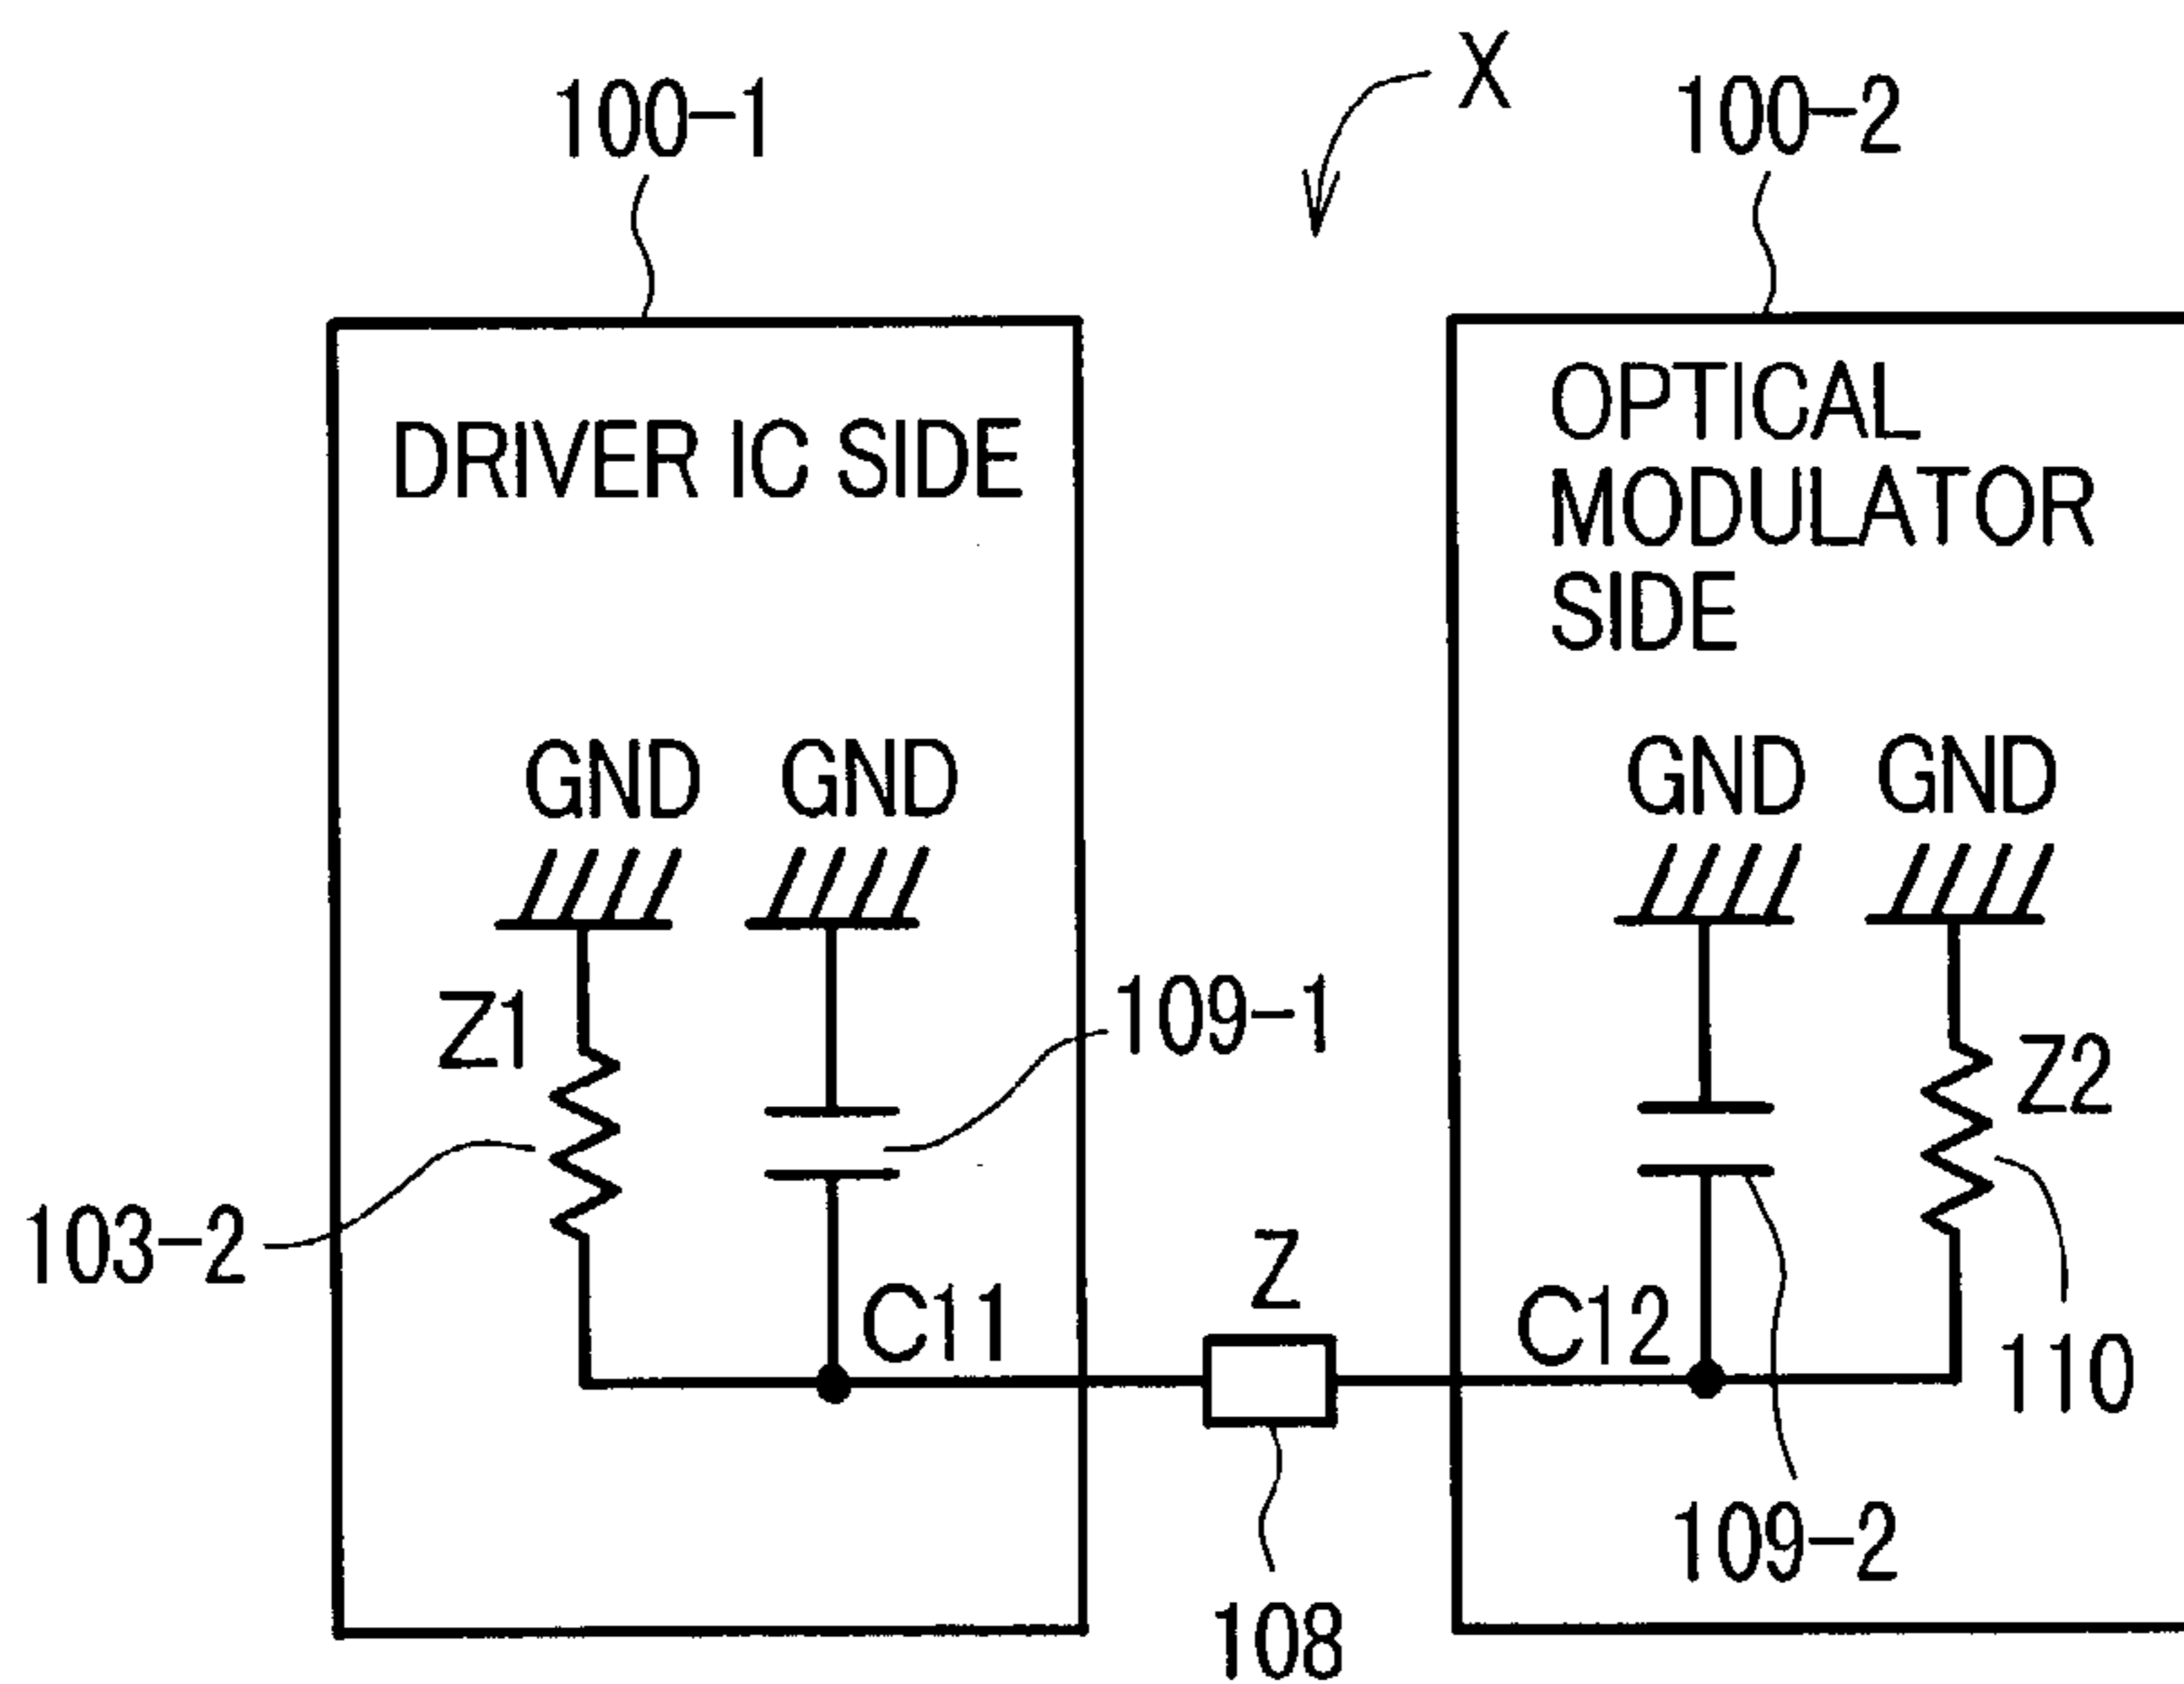 X
100-1
100-2
DRIVER IC SIDE
OPTICAL
MODULATOR
SIDE
GND GND
GND GND
Z1
109-1
Z2
103-2
Z
C11
C12
110
109-2
108